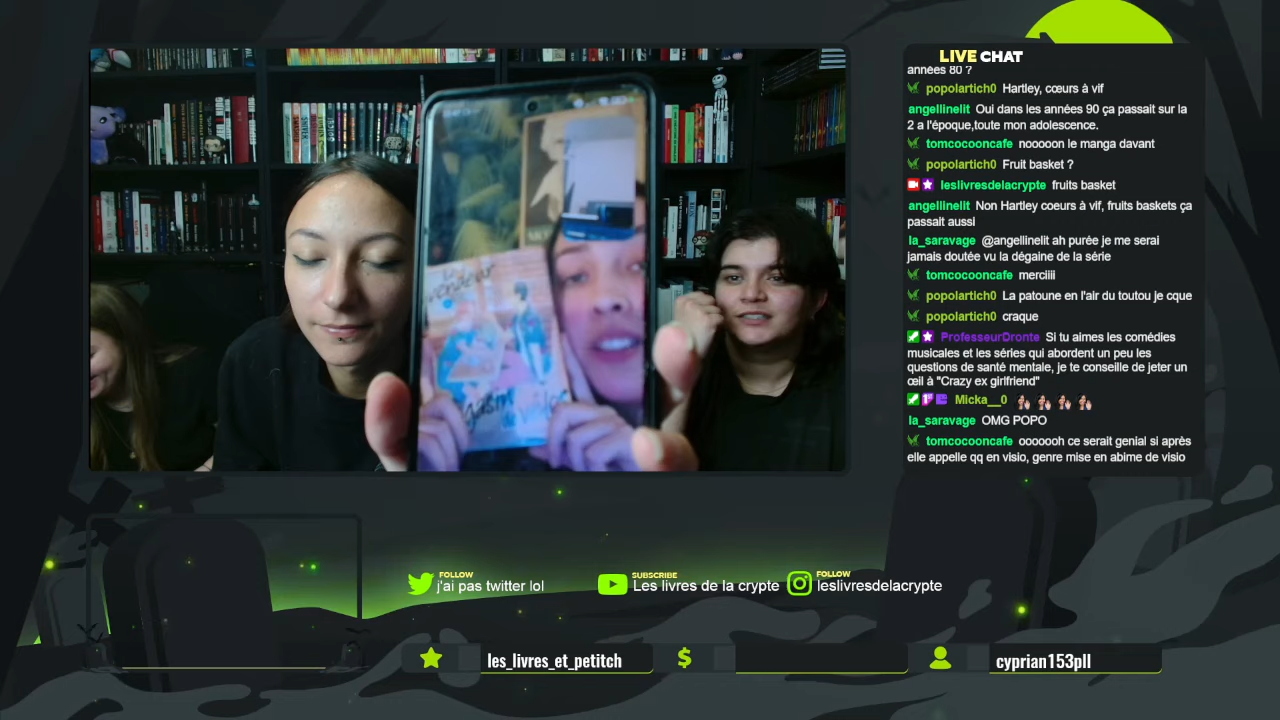 LIVE CHAT
années 80 ?
popolartich0 Hartley, cœurs à vif
angellinelit Oui dans les années 90 ça passait sur la
2 a l'époque,toute mon adolescence.
tomcocooncafe nooooon le manga davant
popolartich0 Fruit basket ?
leslivresdelacrypte fruits basket
angellinelit Non Hartley coeurs à vif, fruits baskets ça
passait aussi
la_saravage @angellinelit ah purée je me serai
jamais doutée vu la dégaine de la série
tomcocooncafe merciiii
popolartich0 La patoune en l'air du toutou je cque
popolartich0 craque
ProfesseurDronte Si tu aimes les comédies
musicales et les séries qui abordent un peu les
questions de santé mentale, je te conseille de jeter un
œil à "Crazy ex girlfriend"
Micka__0
la_saravage OMG POPO
tomcocooncafe ooooooh ce serait genial si après
elle appelle qq en visio, genre mise en abime de visio
Le
vendeur
FOLLOW
j'ai pas twitter lol
SUBSCRIBE
Les livres de la crypte
FOLLOW
leslivresdelacrypte
les_livres_et_petitch
$
cyprian153pll